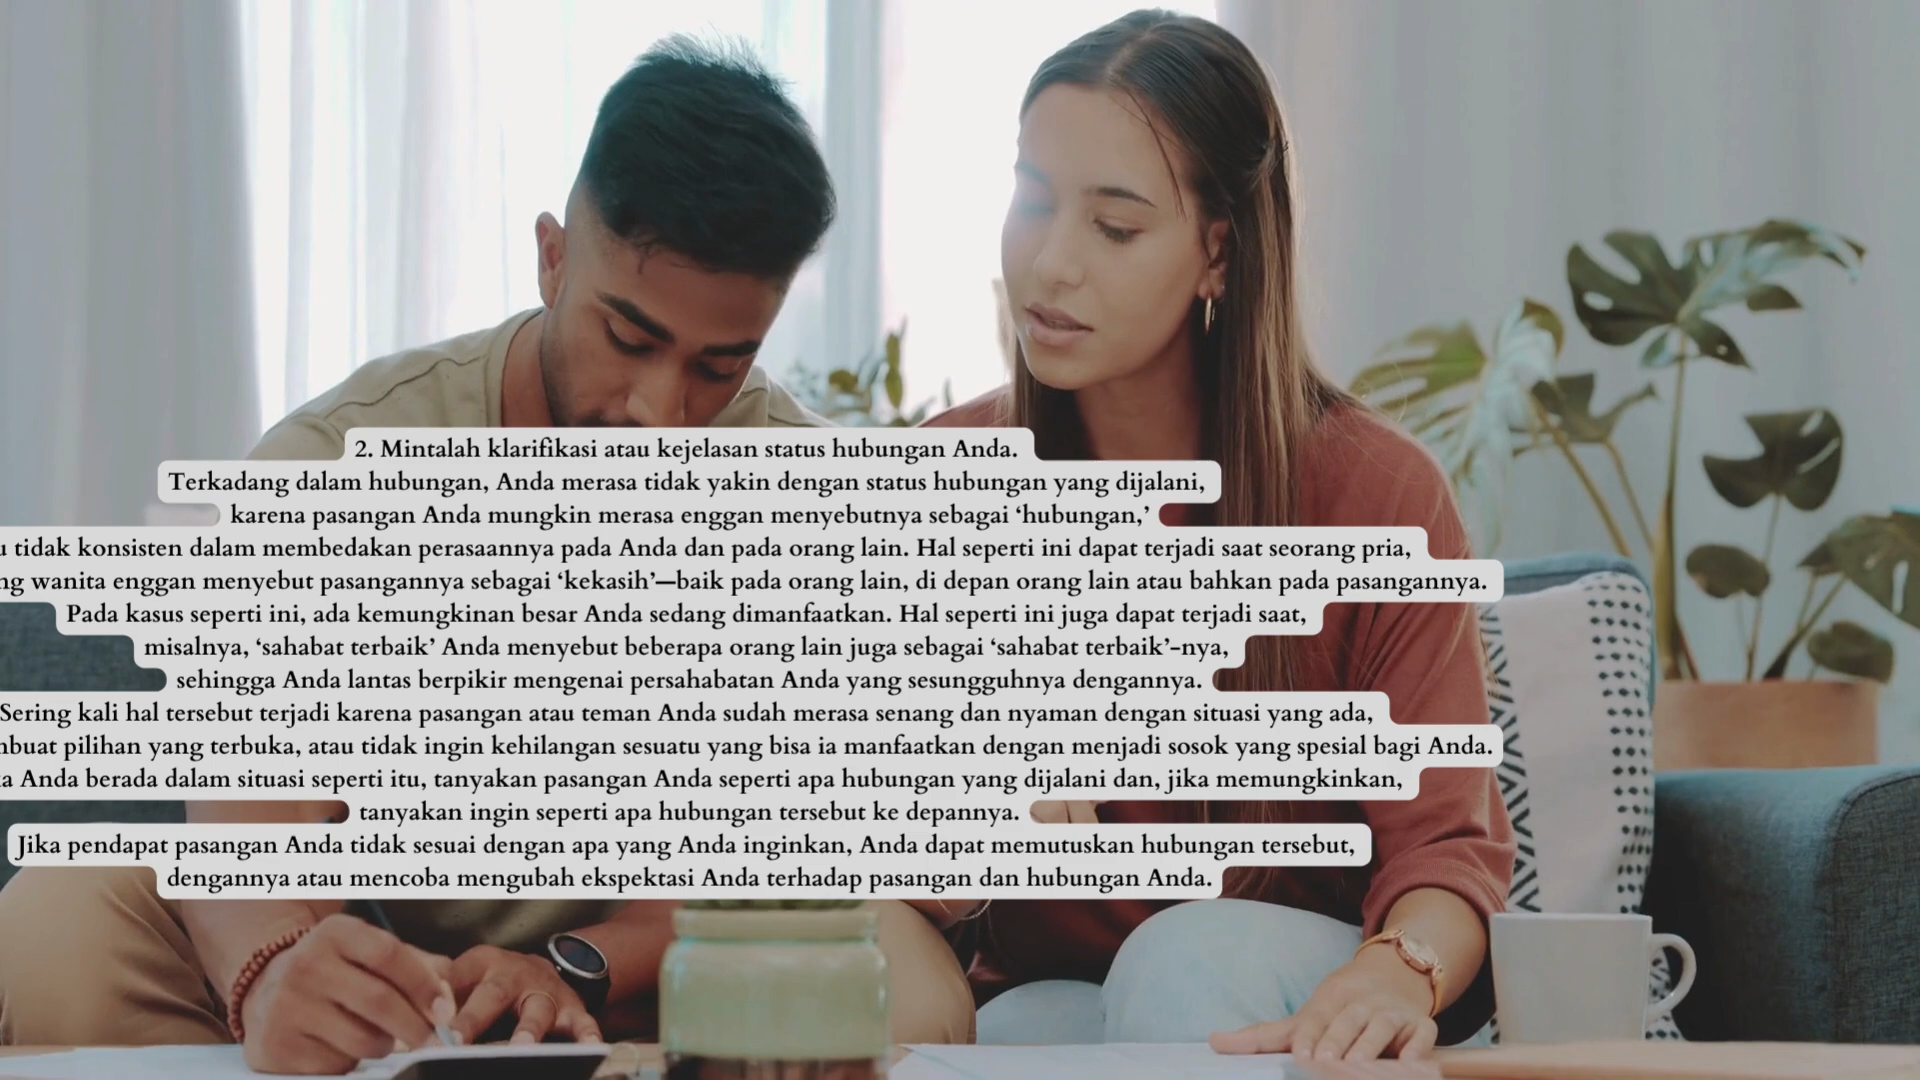 2. Mintalah klarifikasi atau kejelasan status hubungan Anda.
Terkadang dalam hubungan, Anda merasa tidak yakin dengan status hubungan yang dijalani,
karena pasangan Anda mungkin merasa enggan menyebutnya sebagai ‘hubungan,’
tidak konsisten dalam membedakan perasaannya pada Anda dan pada orang lain. Hal seperti ini dapat terjadi saat seorang pria,
wanita enggan menyebut pasangannya sebagai ‘kekasih’—baik pada orang lain, di depan orang lain atau bahkan pada pasangannya.
Pada kasus seperti ini, ada kemungkinan besar Anda sedang dimanfaatkan. Hal seperti ini juga dapat terjadi saat,
misalnya, ‘sahabat terbaik’ Anda menyebut beberapa orang lain juga sebagai ‘sahabat terbaik’-nya,
sehingga Anda lantas berpikir mengenai persahabatan Anda yang sesungguhnya dengannya.
Sering kali hal tersebut terjadi karena pasangan atau teman Anda sudah merasa senang dan nyaman dengan situasi yang ada,
pilihan yang terbuka, atau tidak ingin kehilangan sesuatu yang bisa ia manfaatkan dengan menjadi sosok yang spesial bagi Anda.
Anda berada dalam situasi seperti itu, tanyakan pasangan Anda seperti apa hubungan yang dijalani dan, jika memungkinkan,
tanyakan ingin seperti apa hubungan tersebut ke depannya.
Jika pendapat pasangan Anda tidak sesuai dengan apa yang Anda inginkan, Anda dapat memutuskan hubungan tersebut,
dengannya atau mencoba mengubah ekspektasi Anda terhadap pasangan dan hubungan Anda.